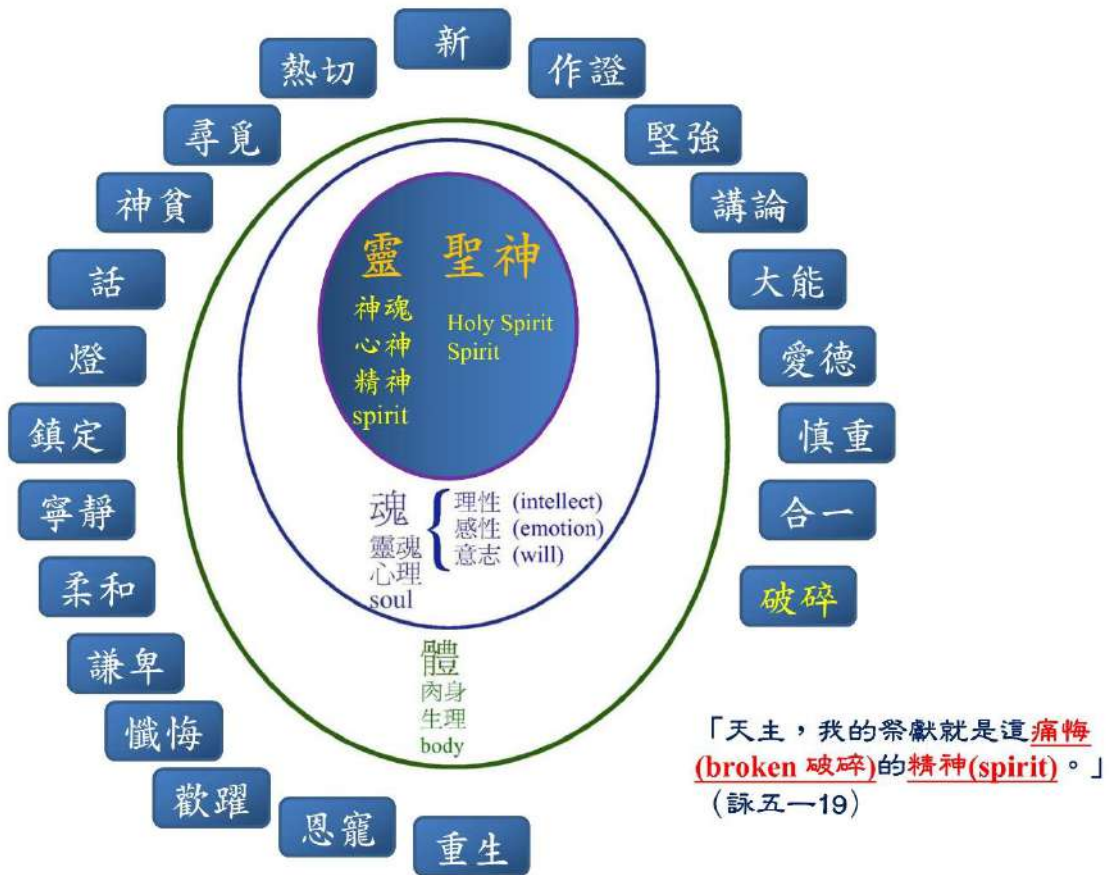 新
熱切
作證
尋覓
堅強
神貧
講論
話
大能
燈
愛德
鎮定
慎重
寧靜
合一
柔和
破碎
謙卑
懺悔
歡躍
恩寵
重生
靈 聖神
神魂
心神
精神
spirit
Holy Spirit
Spirit
魂
靈魂
心理
soul
{
理性 (intellect)
感性 (emotion)
意志 (will)
體
肉身
生理
body
「天主，我的祭獻就是這痛悔
(broken 破碎)的精神(spirit)。」
（詠五一19）